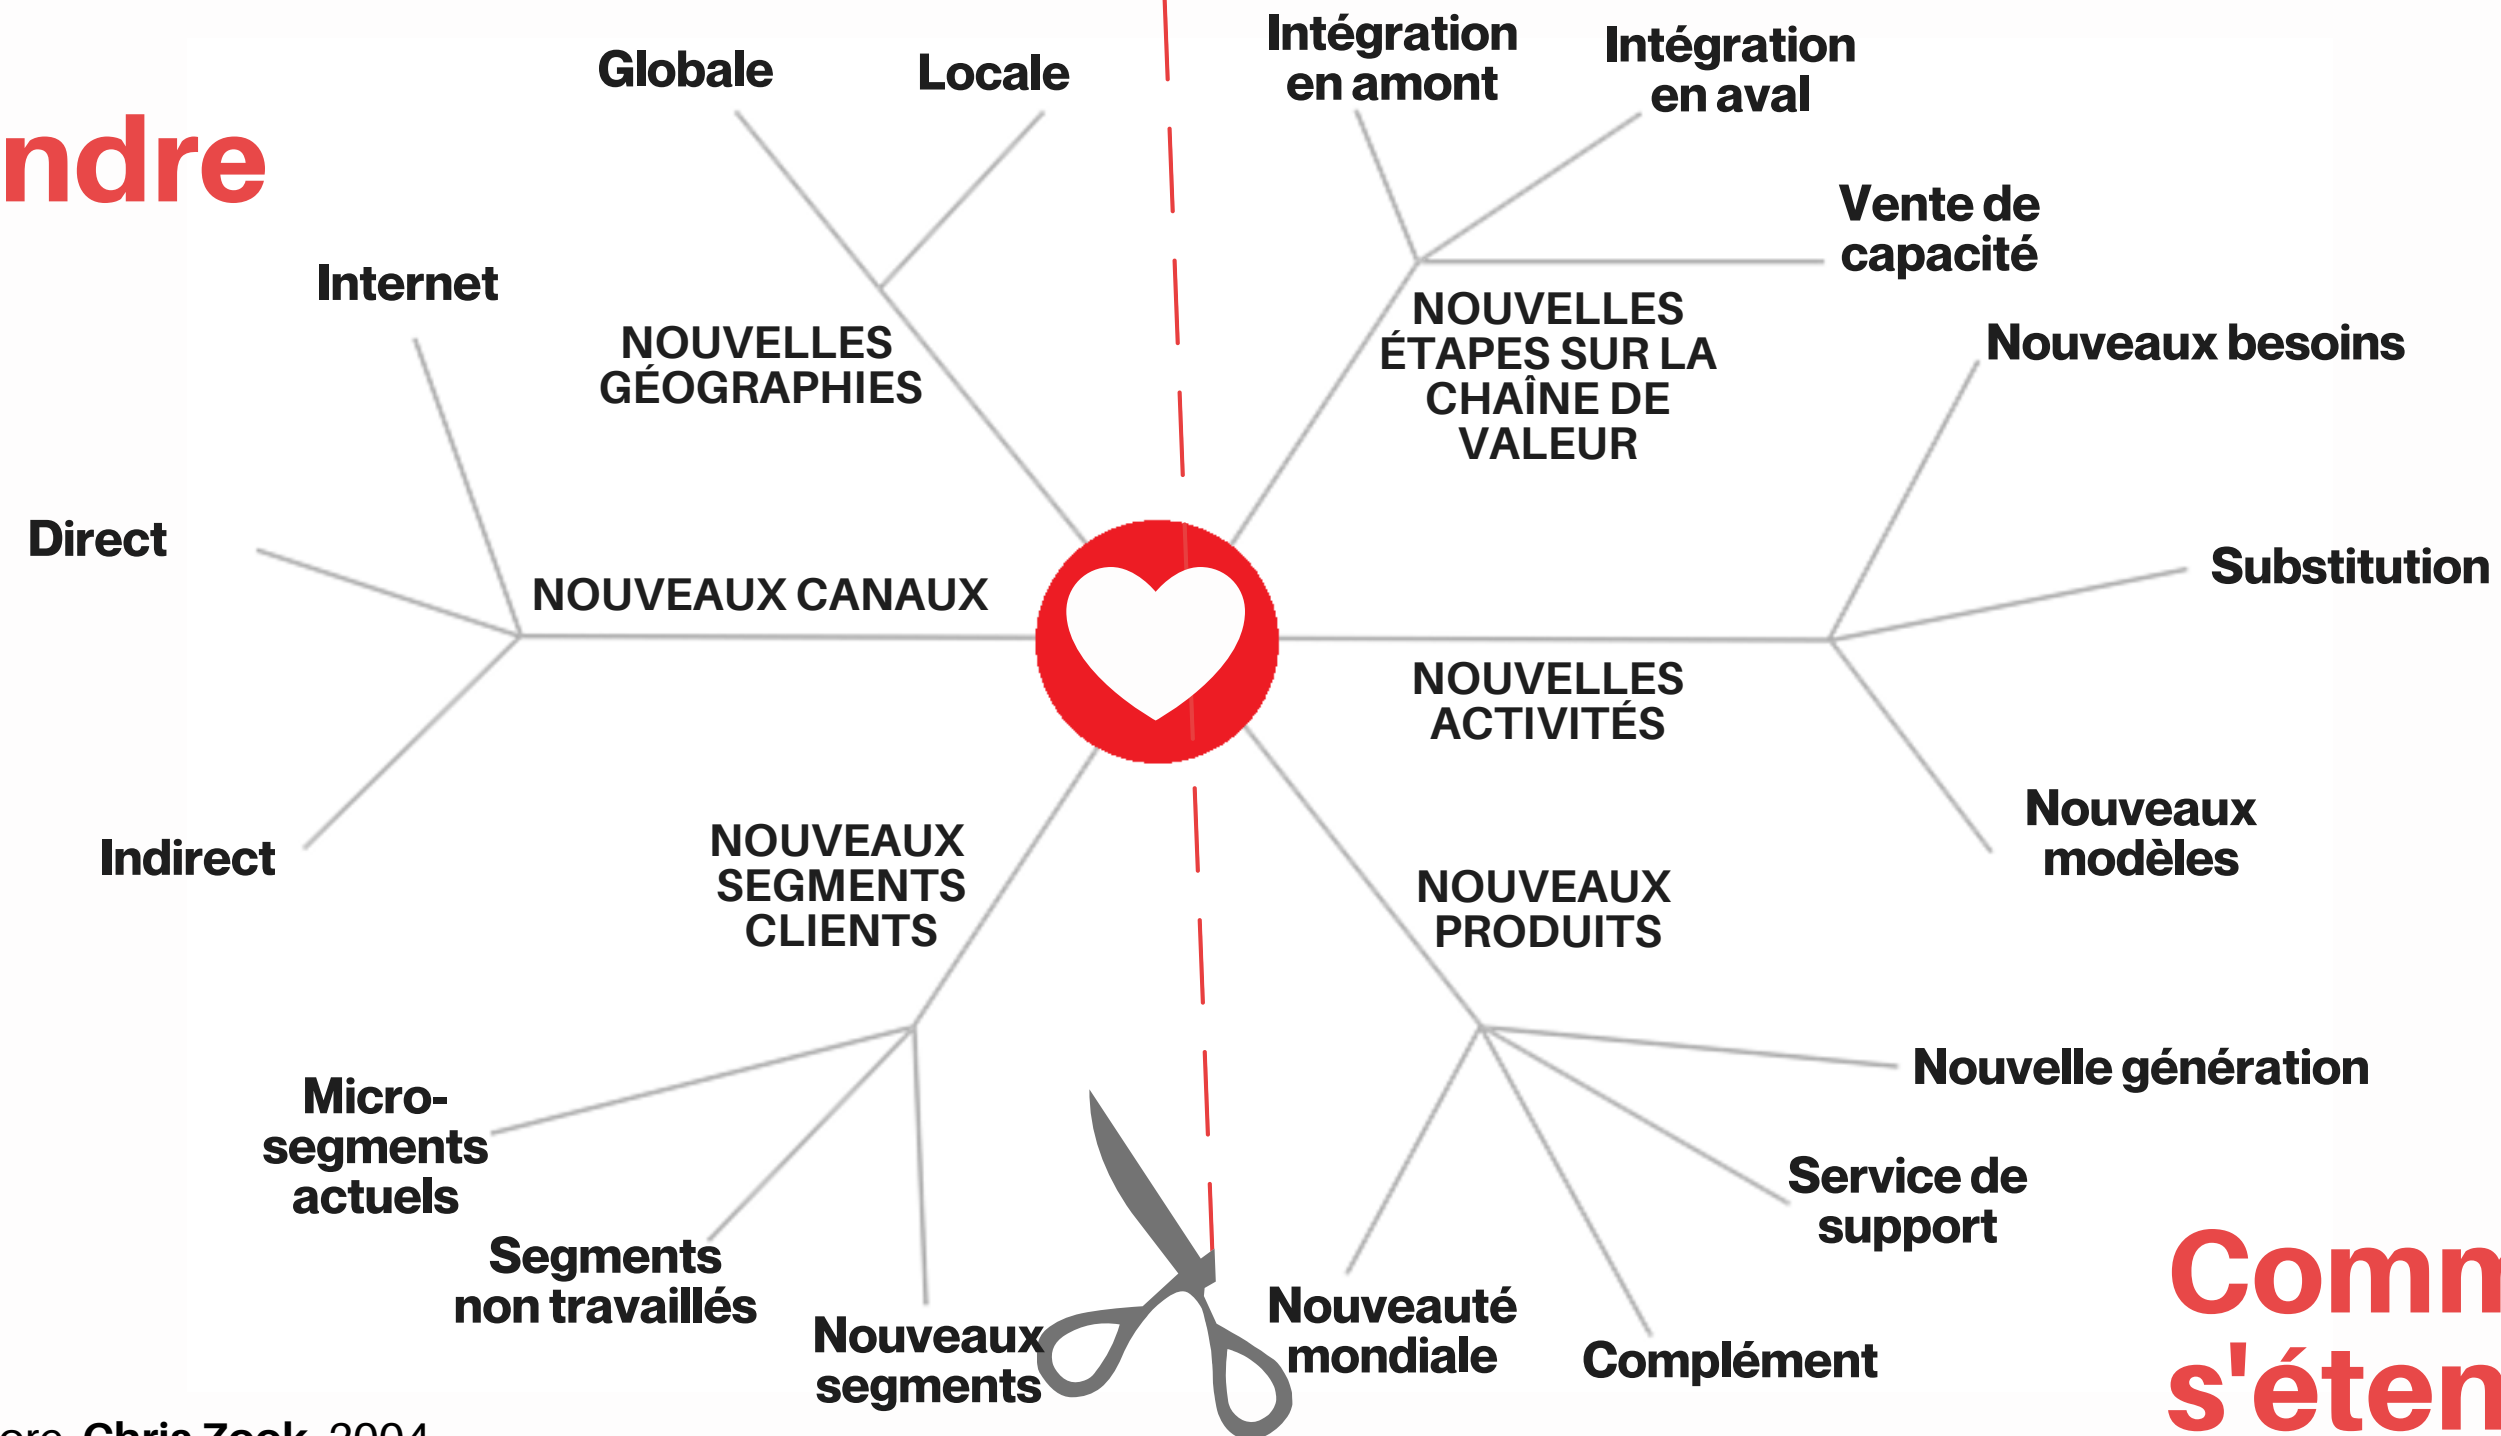 Globale
Locale
Intégration
en amont
Intégration
en aval
ndre
Vente de
capacité
Internet
NOUVELLES
GÉOGRAPHIES
NOUVELLES
ÉTAPES SUR LA
CHAÎNE DE
VALEUR
Nouveaux besoins
Direct
NOUVEAUX CANAUX
Substitution
NOUVELLES
ACTIVITÉS
Indirect
NOUVEAUX
SEGMENTS
CLIENTS
Nouveaux
modèles
NOUVEAUX
PRODUITS
Micro-
segments
actuels
Nouvelle génération
Segments
non travaillés
Service de
support
Nouveaux
segments
Nouveauté
mondiale
Complément
Comm
s'éten
ore, Chris Zook, 2004